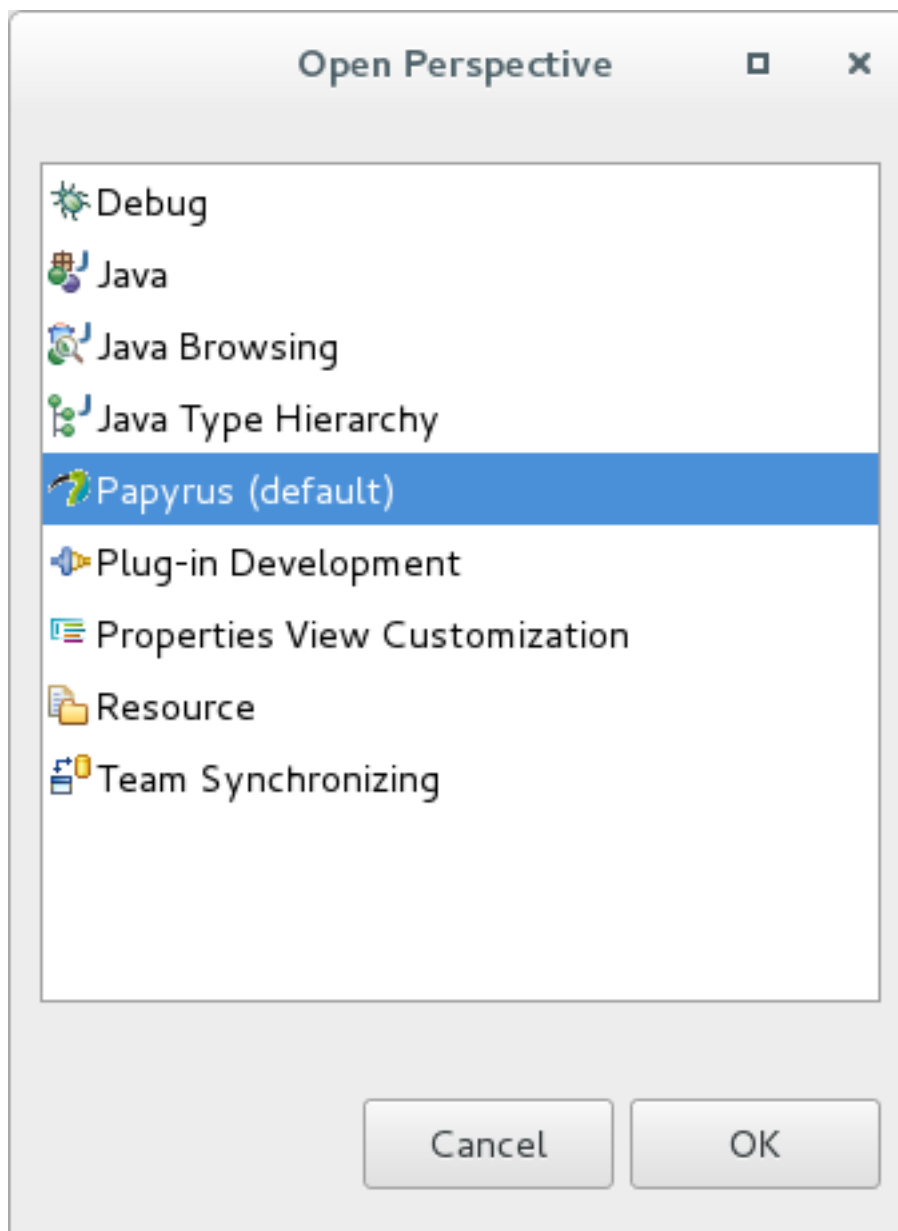 Open Perspective
Debug
Java
Java Browsing
Java Type Hierarchy
Papyrus (default)
Plug-in Development
Properties View Customization
Resource
Team Synchronizing
Cancel OK